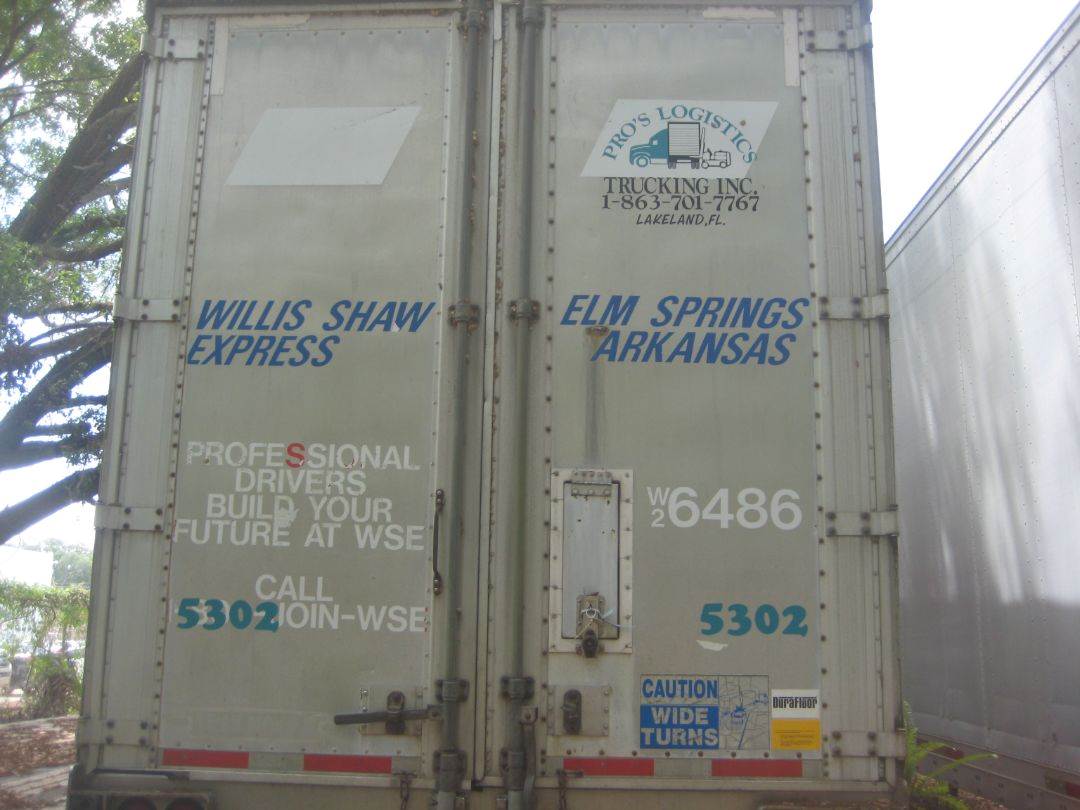 WILLIS SHAW
EXPRESS
PROFESSIONAL
DRIVERS
BUILD YOUR
FUTURE AT WSE
CALL
5302 JOIN-WSE
PRO'S LOGISTICS
TRUCKING INC.
1-863-701-7767
LAKELAND, FL.
ELM SPRINGS
ARKANSAS
W2 6486
5302
CAUTION
WIDE
TURNS
DuraFloor